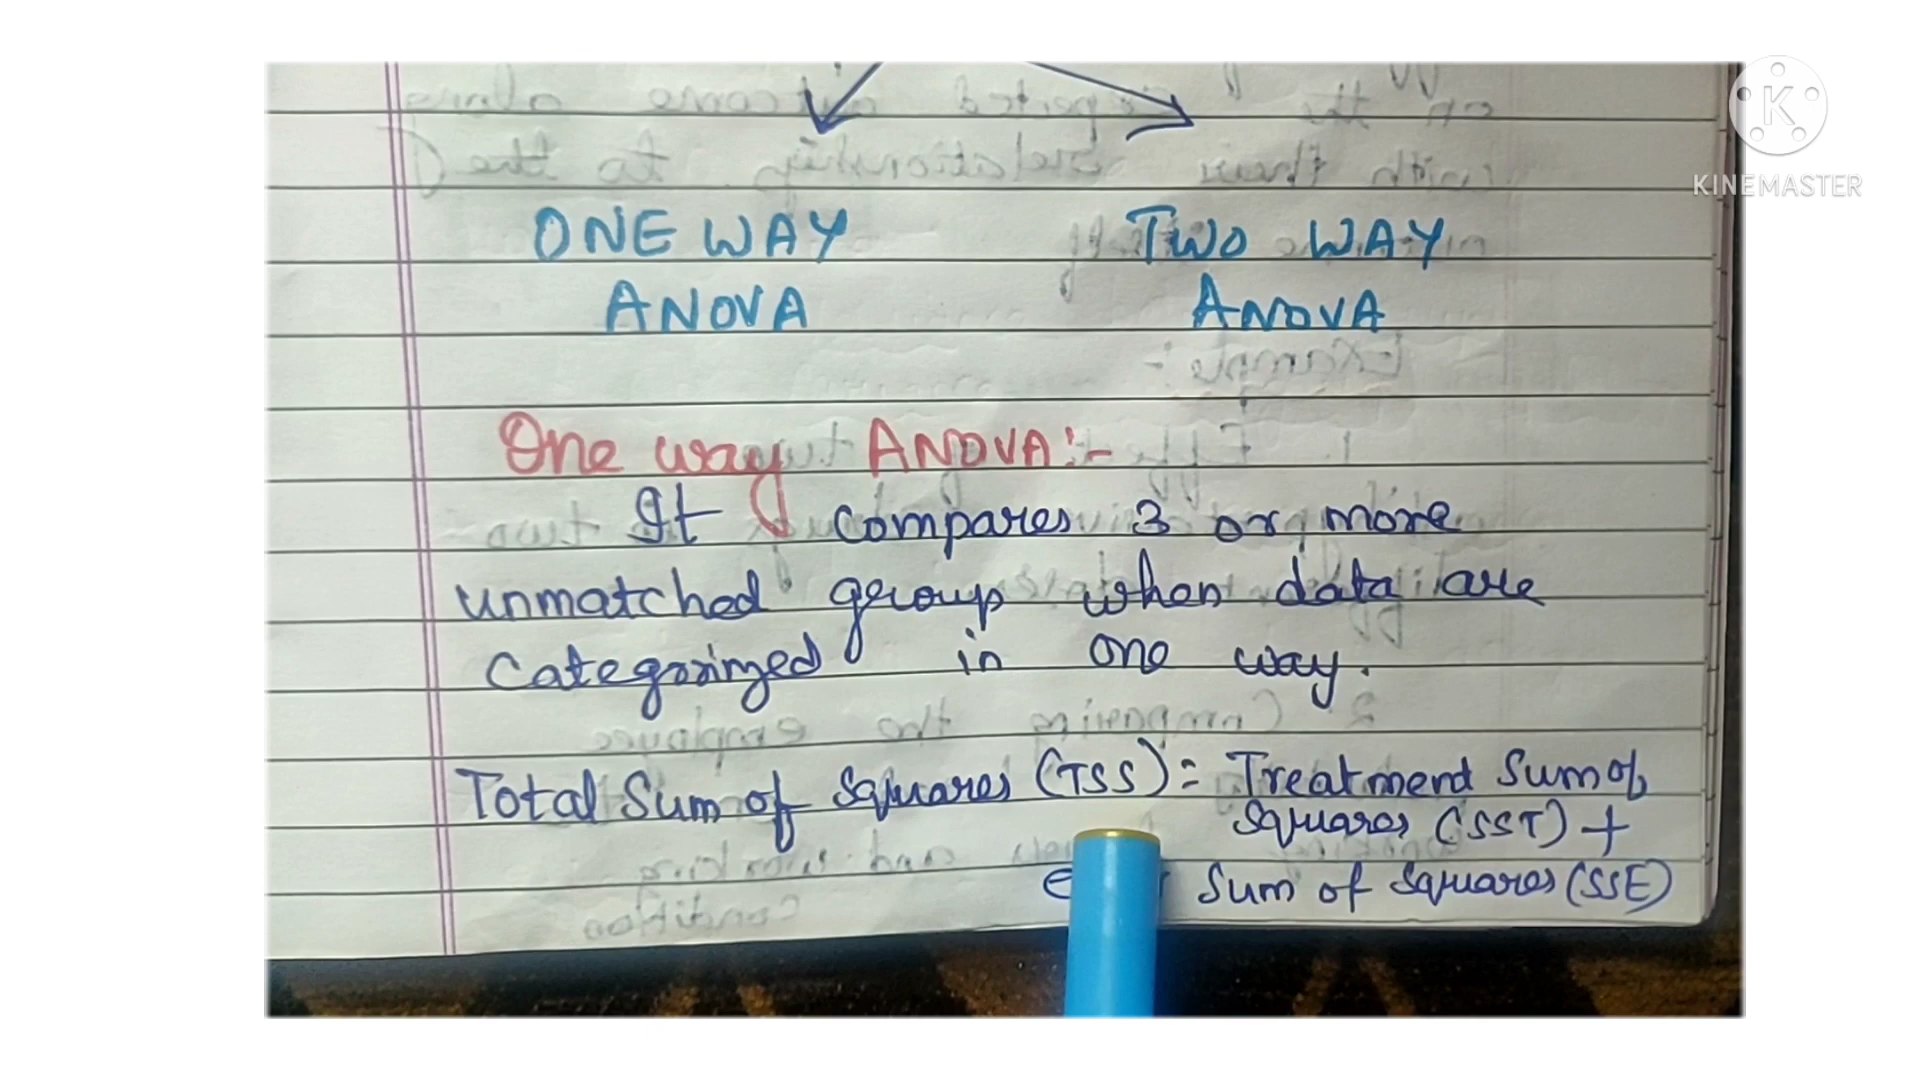 ONE WAY TWO WAY
ANOVA ANOVA
One way ANOVA:-
It compares 3 or more
unmatched group when data are
categorized in one way.
Total Sum of squares (TSS) = Treatment Sum of
squares (SST) +
Sum of squares (SSE)
K
KINEMASTER